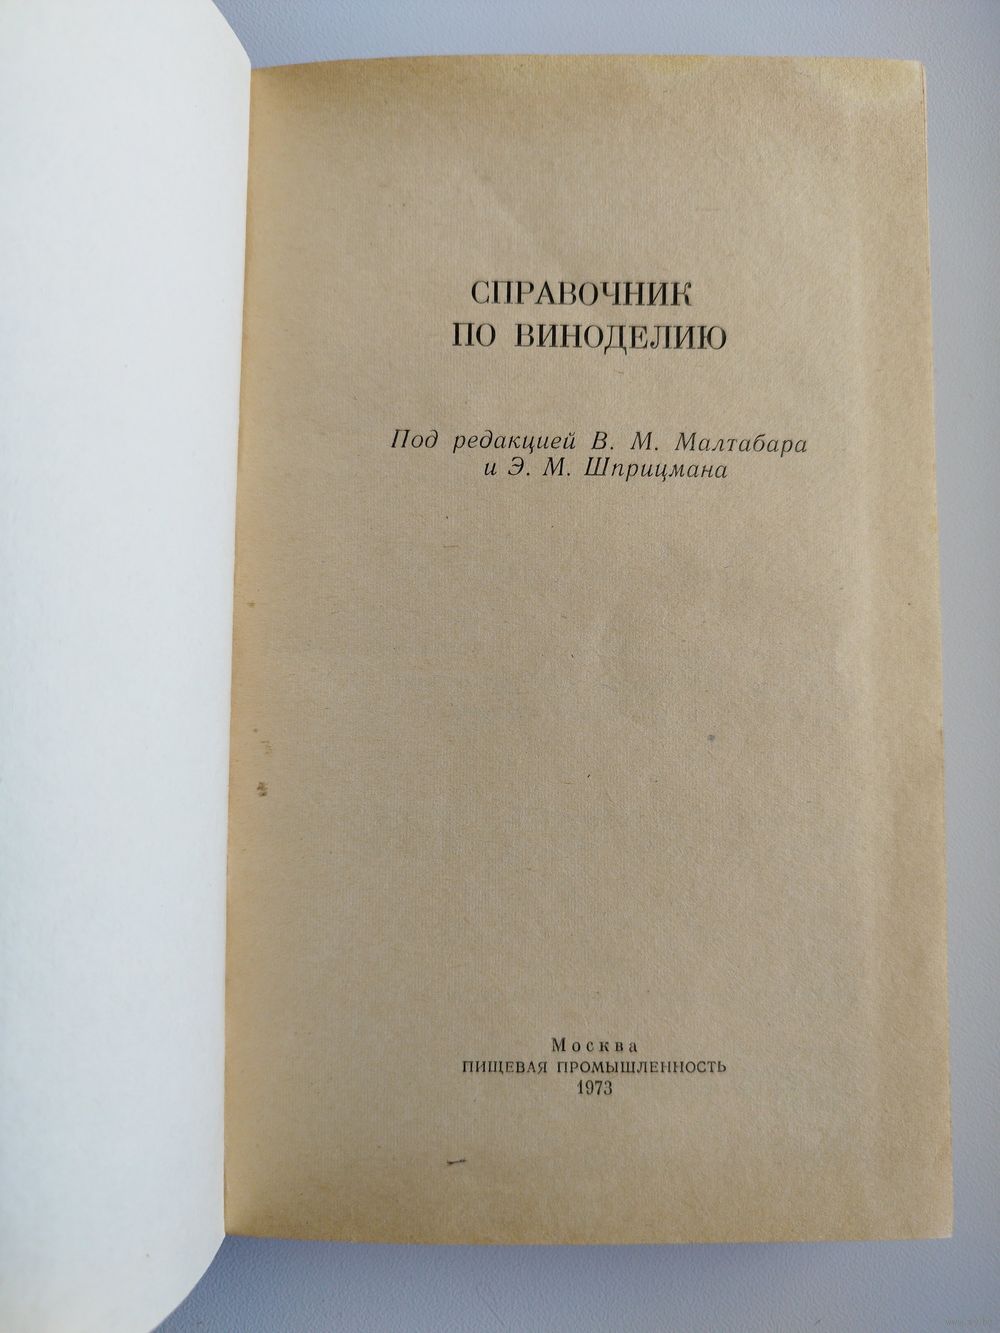 СПРАВОЧНИК
ПО ВИНОДЕЛИЮ
Под редакцией В. М. Малтабара
и Э. М. Шприцмана
Москва
ПИЩЕВАЯ ПРОМЫШЛЕННОСТЬ
1973